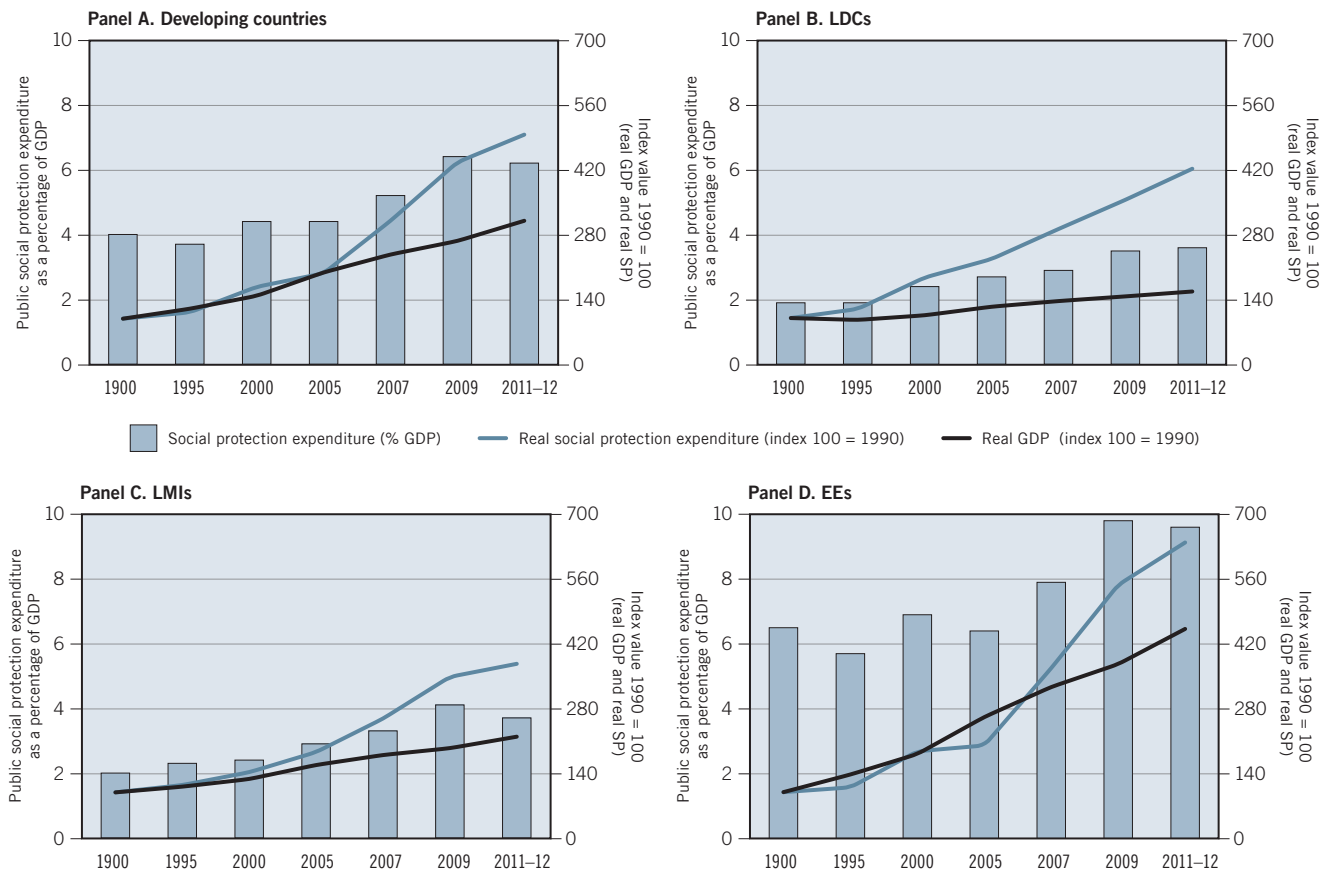 Panel A. Developing countries
Public social protection expenditure
as a percentage of GDP
10
8
6
4
2
0
700
560
420
280
140
0
Index value 1990 = 100
(real GDP and real SP)
1900 1995 2000 2005 2007 2009 2011–12
Panel B. LDCs
Public social protection expenditure
as a percentage of GDP
10
8
6
4
2
0
700
560
420
280
140
0
Index value 1990 = 100
(real GDP and real SP)
1900 1995 2000 2005 2007 2009 2011–12
Social protection expenditure (% GDP) Real social protection expenditure (index 100 = 1990) Real GDP (index 100 = 1990)
Panel C. LMIs
Public social protection expenditure
as a percentage of GDP
10
8
6
4
2
0
700
560
420
280
140
0
Index value 1990 = 100
(real GDP and real SP)
1900 1995 2000 2005 2007 2009 2011–12
Panel D. EEs
Public social protection expenditure
as a percentage of GDP
10
8
6
4
2
0
700
560
420
280
140
0
Index value 1990 = 100
(real GDP and real SP)
1900 1995 2000 2005 2007 2009 2011–12